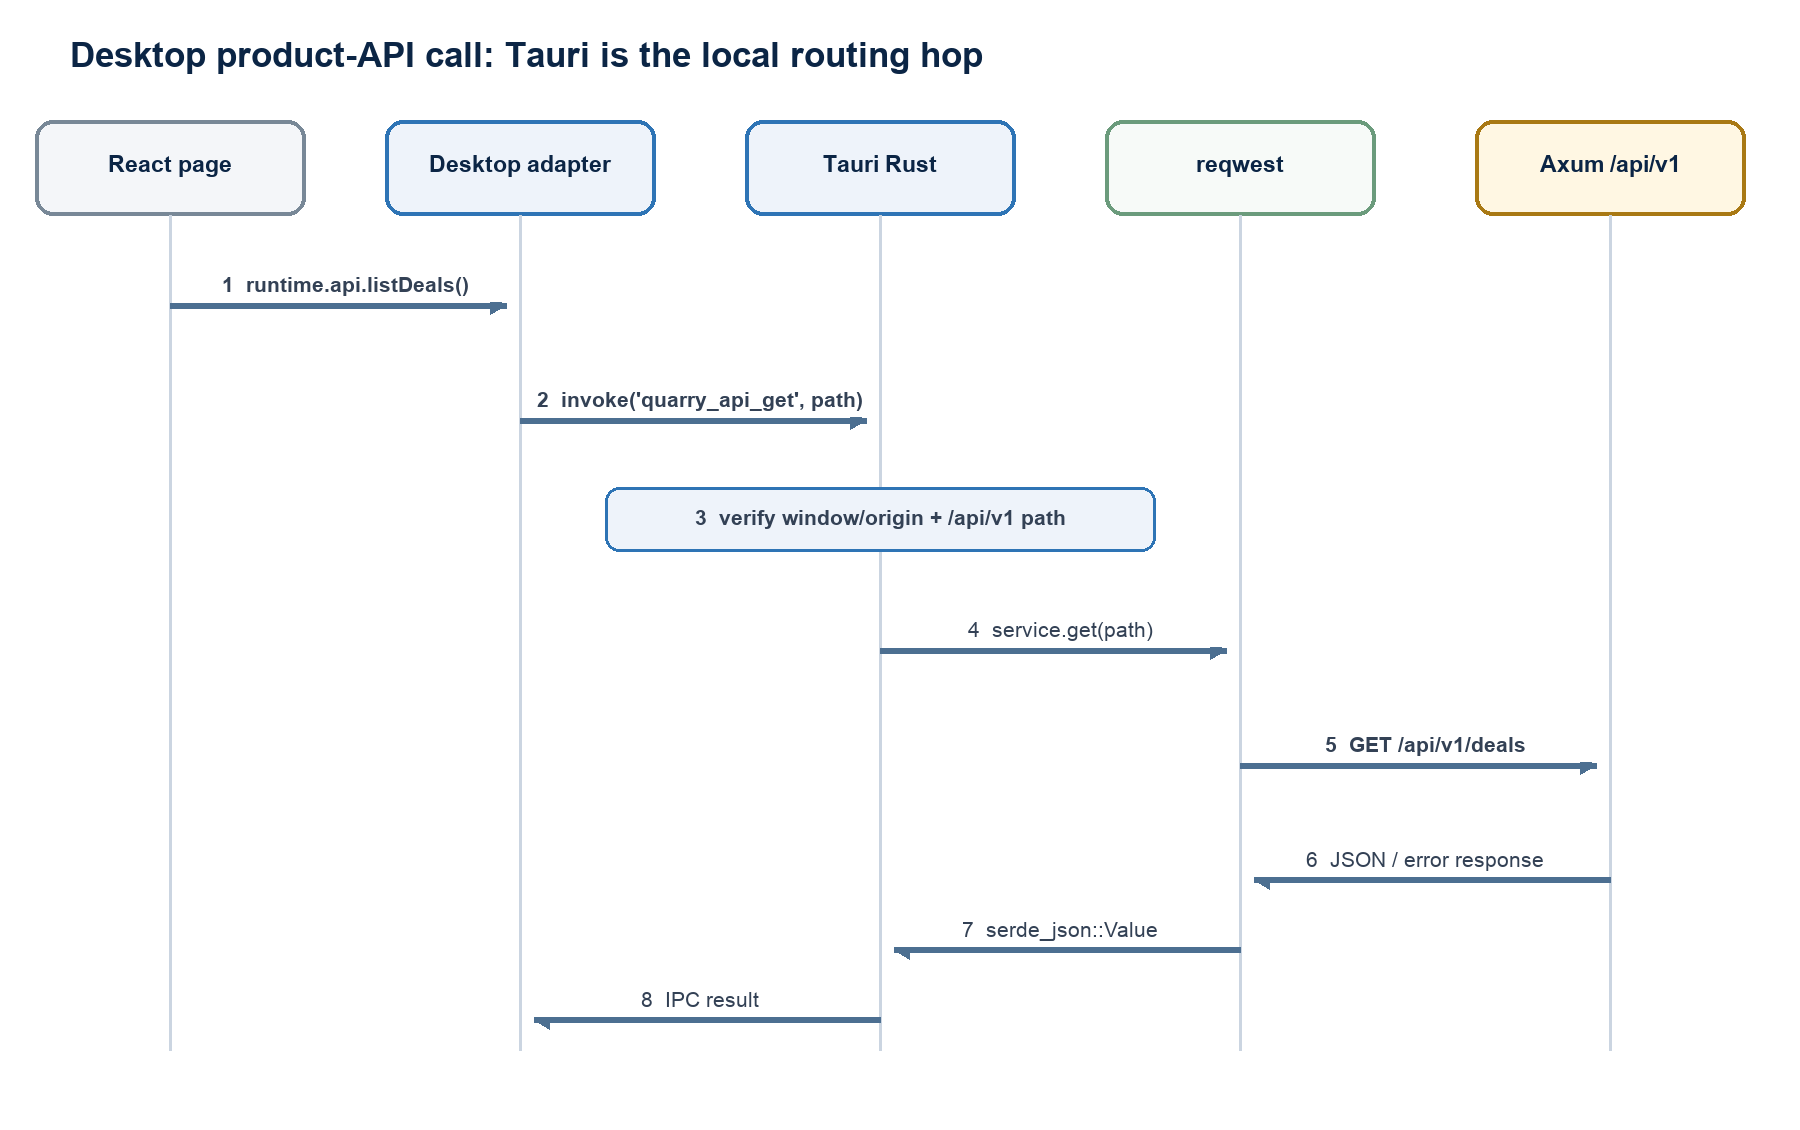 Desktop product-API call: Tauri is the local routing hop
React page
Desktop adapter
Tauri Rust
reqwest
Axum /api/v1
1 runtime.api.listDeals()
2 invoke('quarry_api_get', path)
3 verify window/origin + /api/v1 path
4 service.get(path)
5 GET /api/v1/deals
6 JSON / error response
7 serde_json::Value
8 IPC result